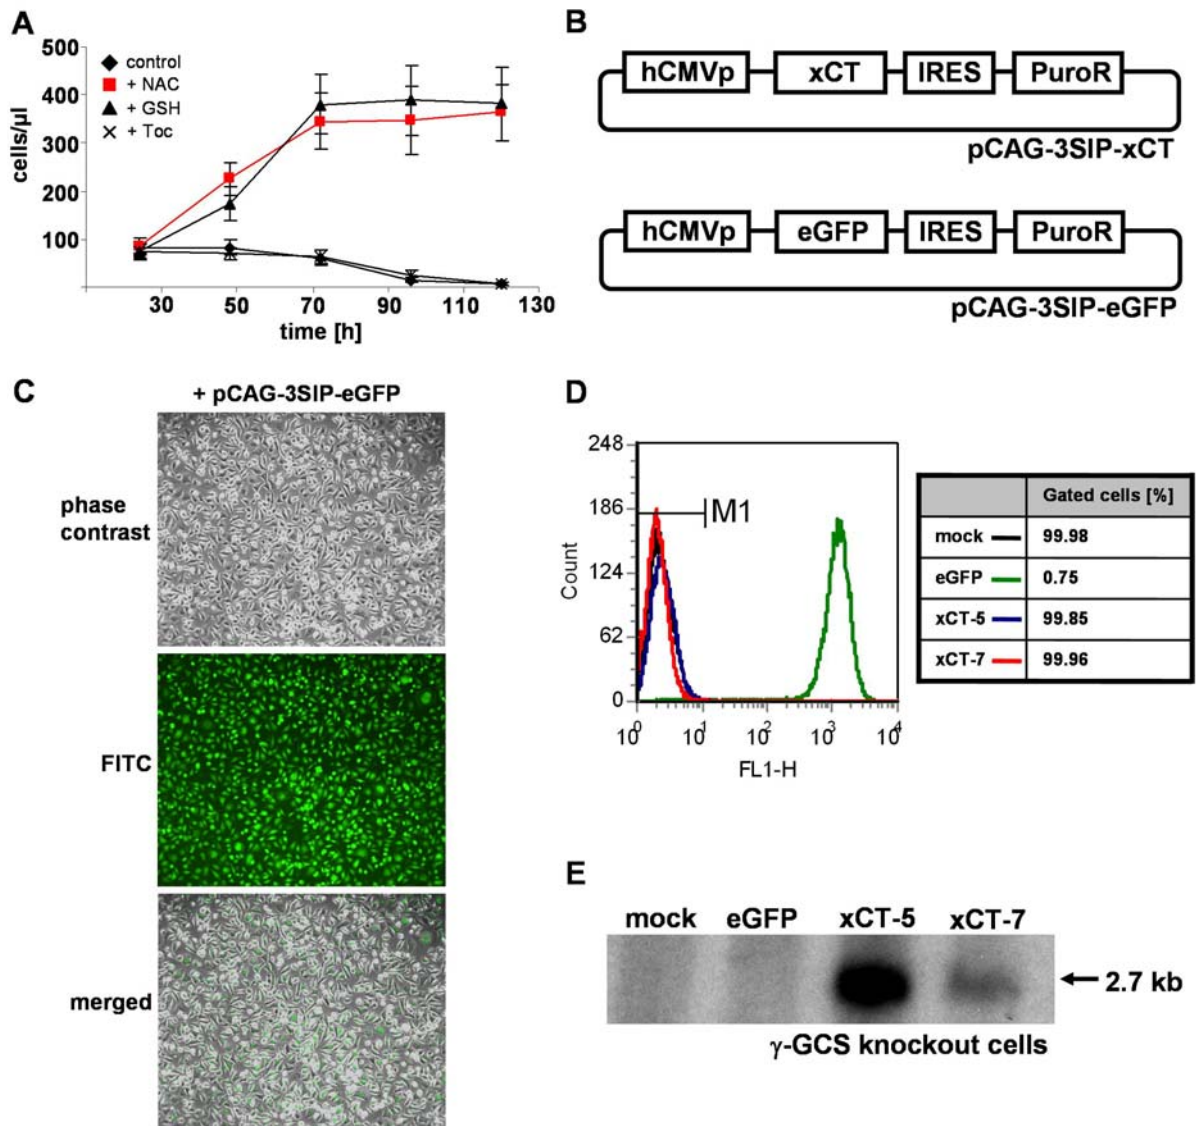 A
500
400
300
200
100
cells/µl
control
+ NAC
+ GSH
+ Toc
30
50
70
90
110
130
time [h]
B
hCMVp
xCT
IRES
PuroR
pCAG-3SIP-xCT
hCMVp
eGFP
IRES
PuroR
pCAG-3SIP-eGFP
C
+ pCAG-3SIP-eGFP
phase
contrast
FITC
merged
D
248
186
124
62
0
Count
M1
10⁰
10¹
10²
10³
10⁴
FL1-H
Gated cells [%]
mock 99.98
eGFP 0.75
xCT-5 99.85
xCT-7 99.96
E
mock eGFP xCT-5 xCT-7
2.7 kb
γ-GCS knockout cells